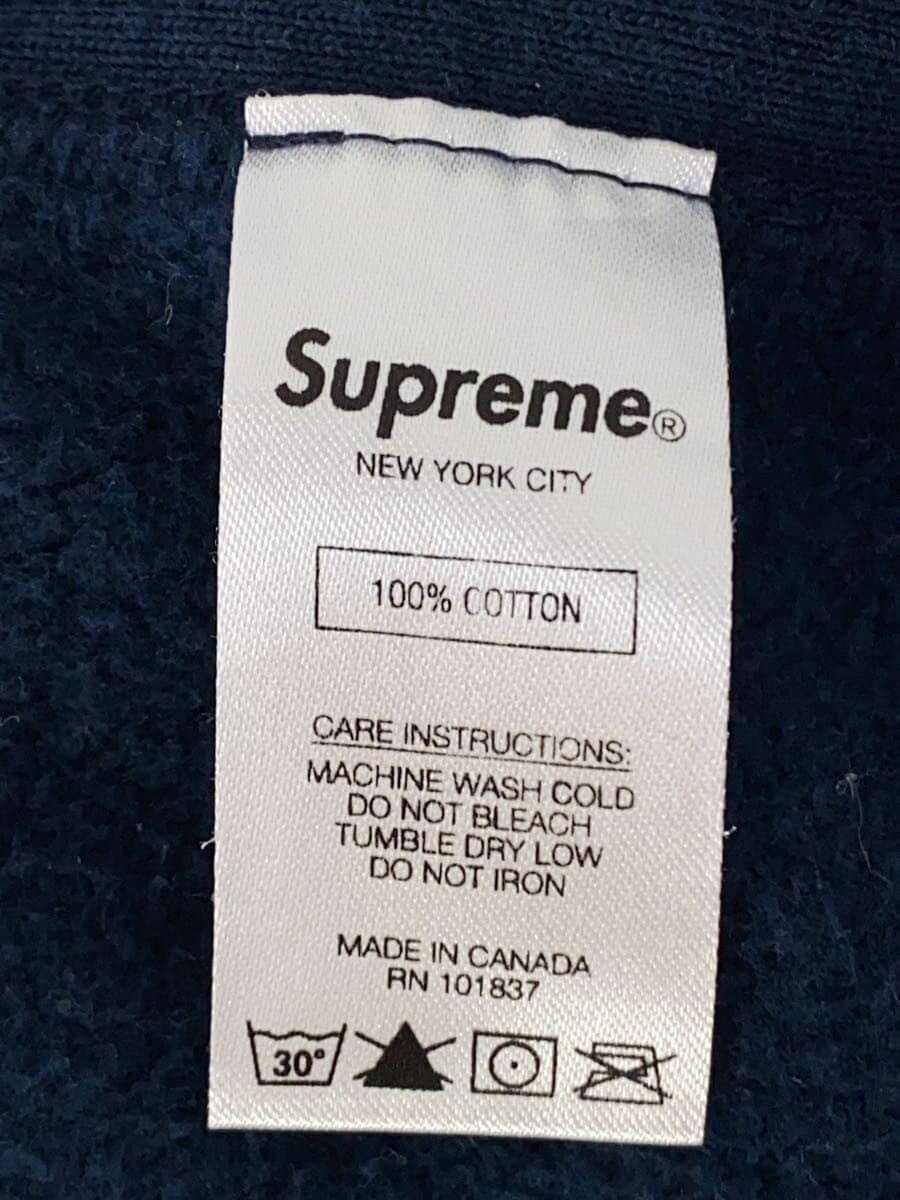 Supreme®
NEW YORK CITY
100% COTTON
CARE INSTRUCTIONS:
MACHINE WASH COLD
DO NOT BLEACH
TUMBLE DRY LOW
DO NOT IRON
MADE IN CANADA
RN 101837
30°